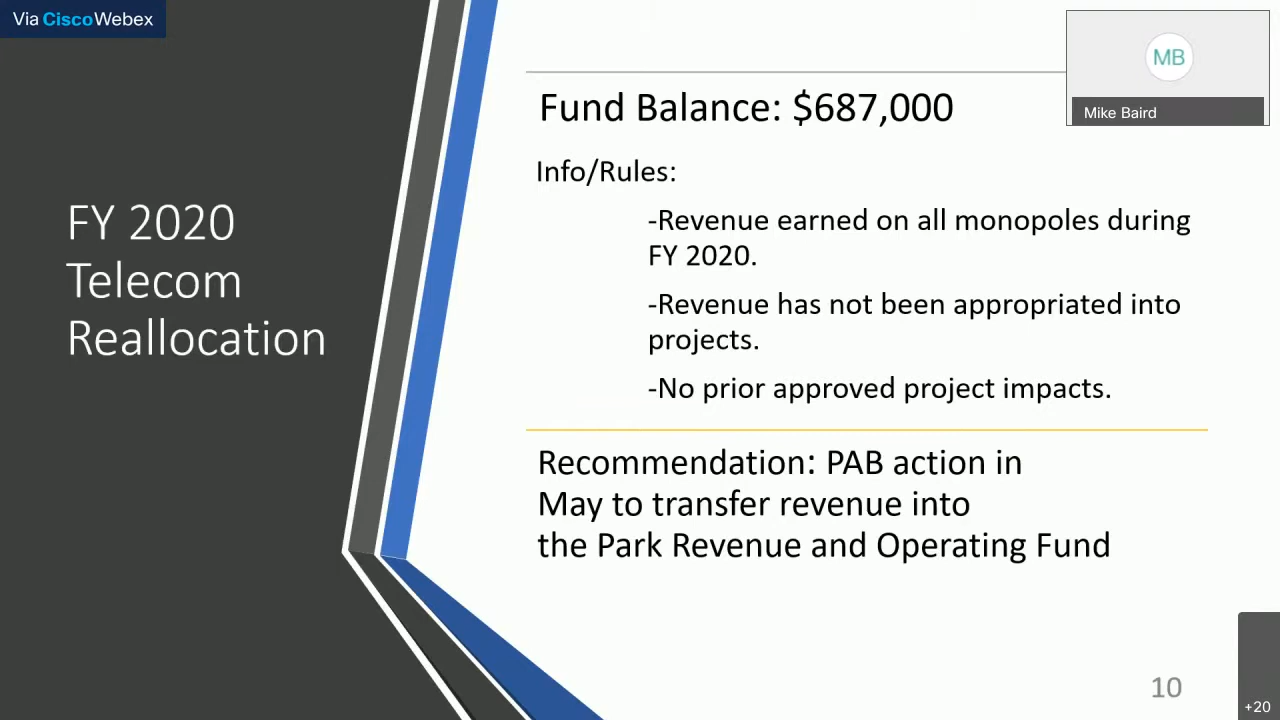 Via CiscoWebex
MB
Mike Baird
FY 2020
Telecom
Reallocation
Fund Balance: $687,000
Info/Rules:
-Revenue earned on all monopoles during
FY 2020.
-Revenue has not been appropriated into
projects.
-No prior approved project impacts.
Recommendation: PAB action in
May to transfer revenue into
the Park Revenue and Operating Fund
10
+20